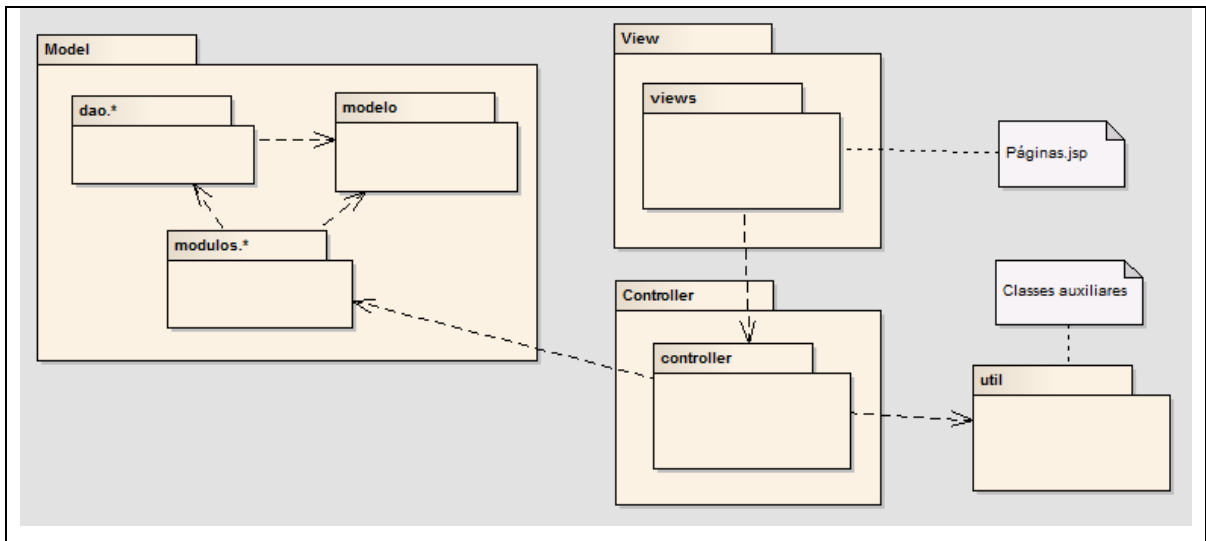 Model
dao.*
modelo
modulos.*
View
views
Páginas.jsp
Controller
controller
Classes auxiliares
util